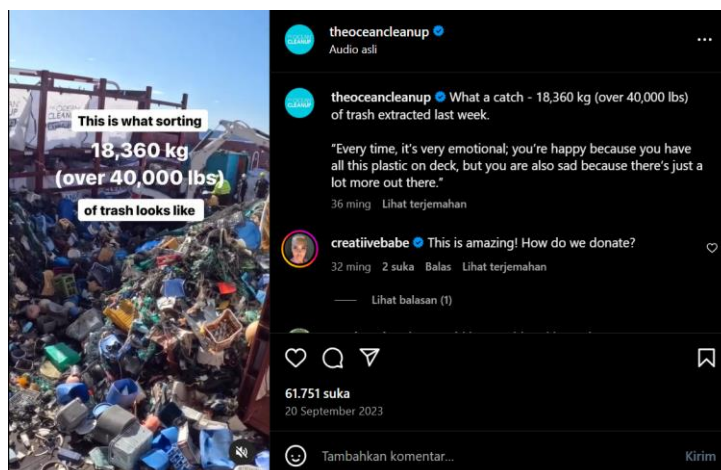 This is what sorting
18,360 kg
(over 40,000 lbs)
of trash looks like
theoceancleanup
Audio asli
theoceancleanup What a catch - 18,360 kg (over 40,000 lbs)
of trash extracted last week.
“Every time, it’s very emotional; you’re happy because you have
all this plastic on deck, but you are also sad because there’s just a
lot more out there.”
36 ming Lihat terjemahan
creatiivebabe This is amazing! How do we donate?
32 ming 2 suka Balas Lihat terjemahan
Lihat balasan (1)
61.751 suka
20 September 2023
Tambahkan komentar...
Kirim